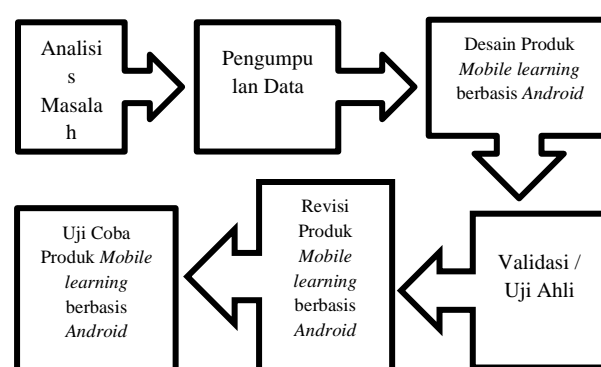 Analisi
s
Masala
h
Pengumpu
lan Data
Desain Produk
Mobile learning
berbasis Android
Validasi /
Uji Ahli
Revisi
Produk
Mobile
learning
berbasis
Android
Uji Coba
Produk Mobile
learning
berbasis
Android